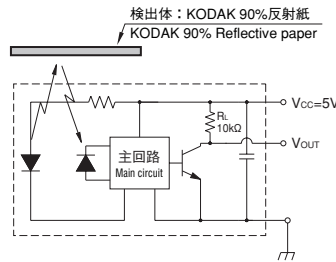 検出体：KODAK 90%反射紙
KODAK 90% Reflective paper
VCC=5V
RL
10kΩ
VOUT
主回路
Main circuit